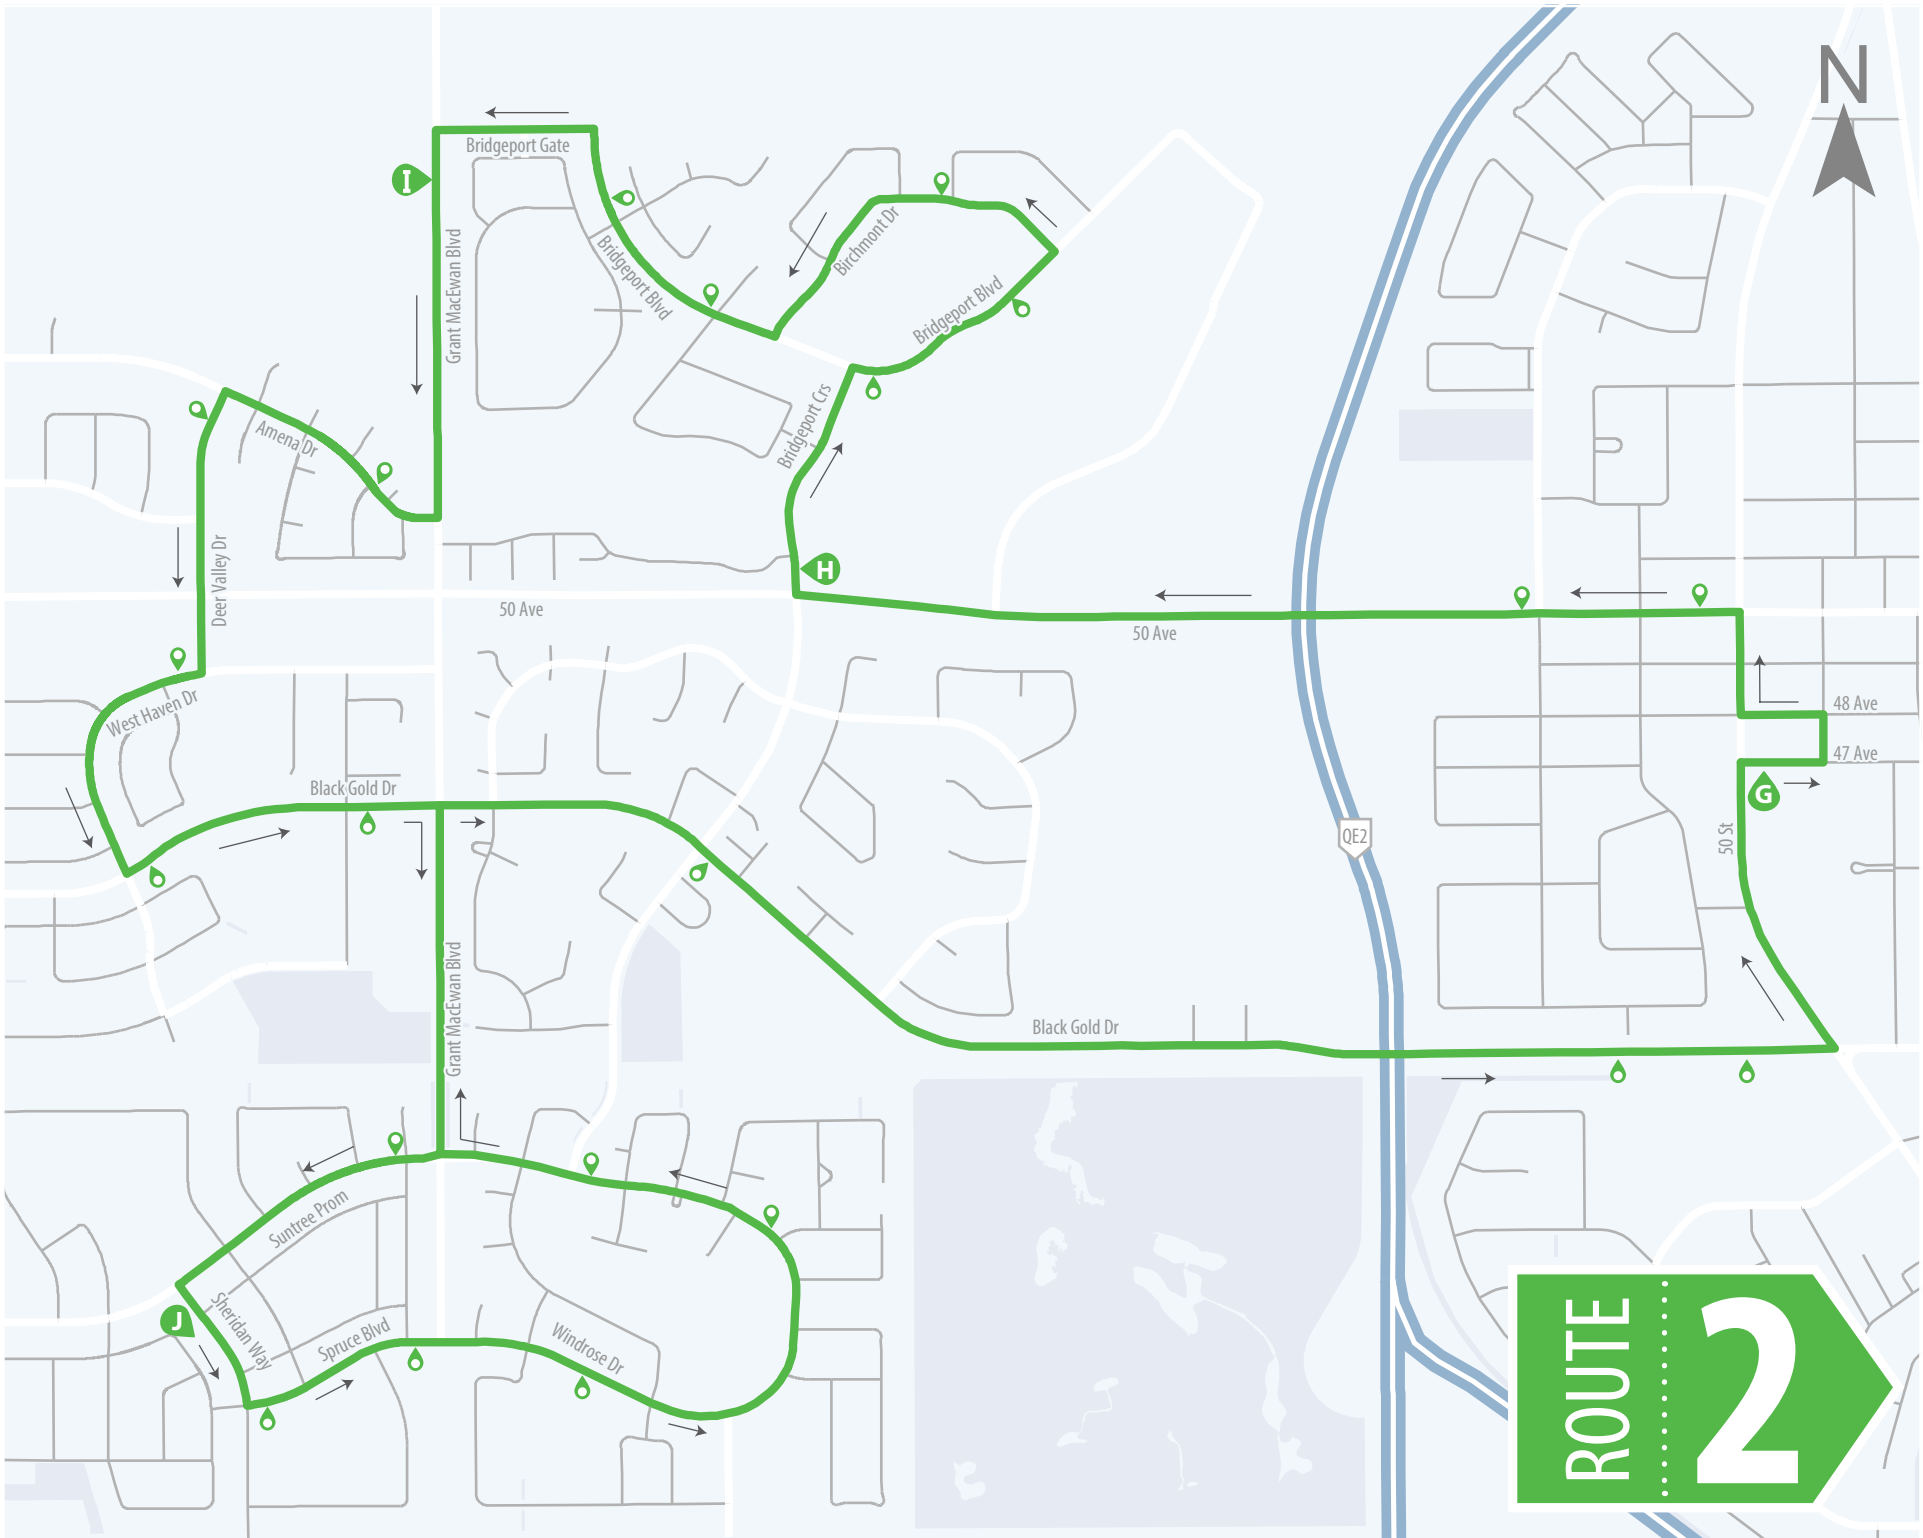 N
Bridgeport Gate
I
Grant MacEwan Blvd
Bridgeport Blvd
Birchmont Dr
Bridgeport Blvd
Bridgeport Crs
Amena Dr
Deer Valley Dr
H
50 Ave
50 Ave
West Haven Dr
48 Ave
47 Ave
G
50 St
Black Gold Dr
QE2
Grant MacEwan Blvd
Black Gold Dr
Suntree Prom
J
Sheridan Way
Spruce Blvd
Windrose Dr
ROUTE
2